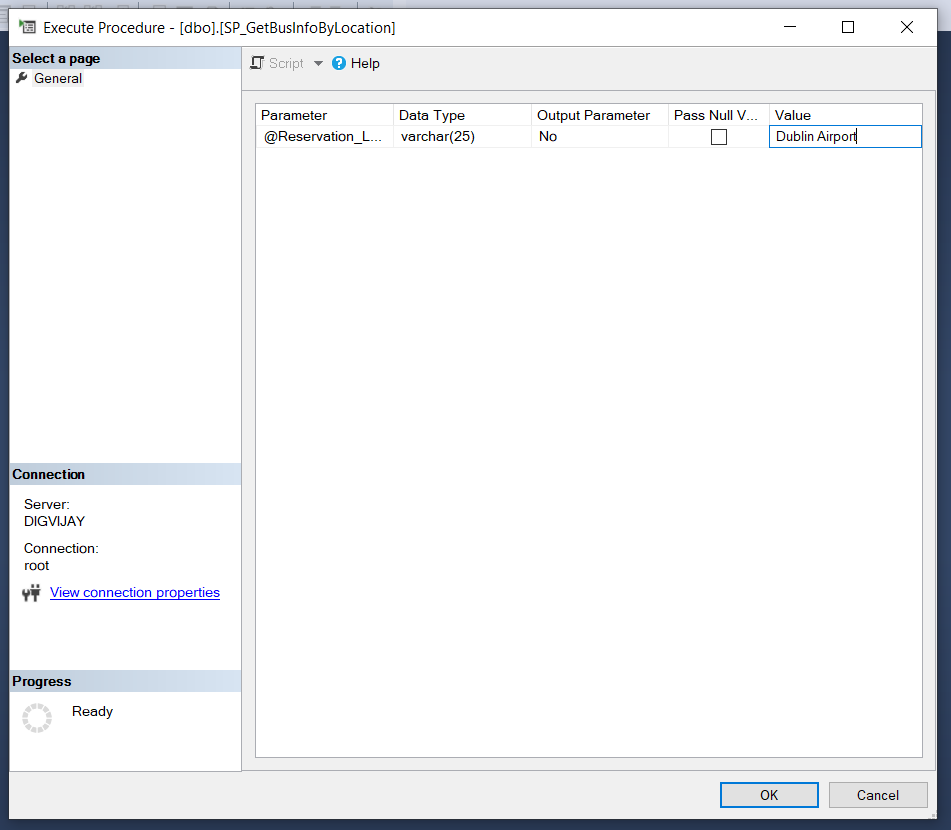 Execute Procedure - [dbo].[SP_GetBusInfoByLocation]
Select a page
General
Script Help
Parameter Data Type Output Parameter Pass Null V... Value
@Reservation_L... varchar(25) No Dublin Airport
Connection
Server:
DIGVIJAY
Connection:
root
View connection properties
Progress
Ready
OK Cancel